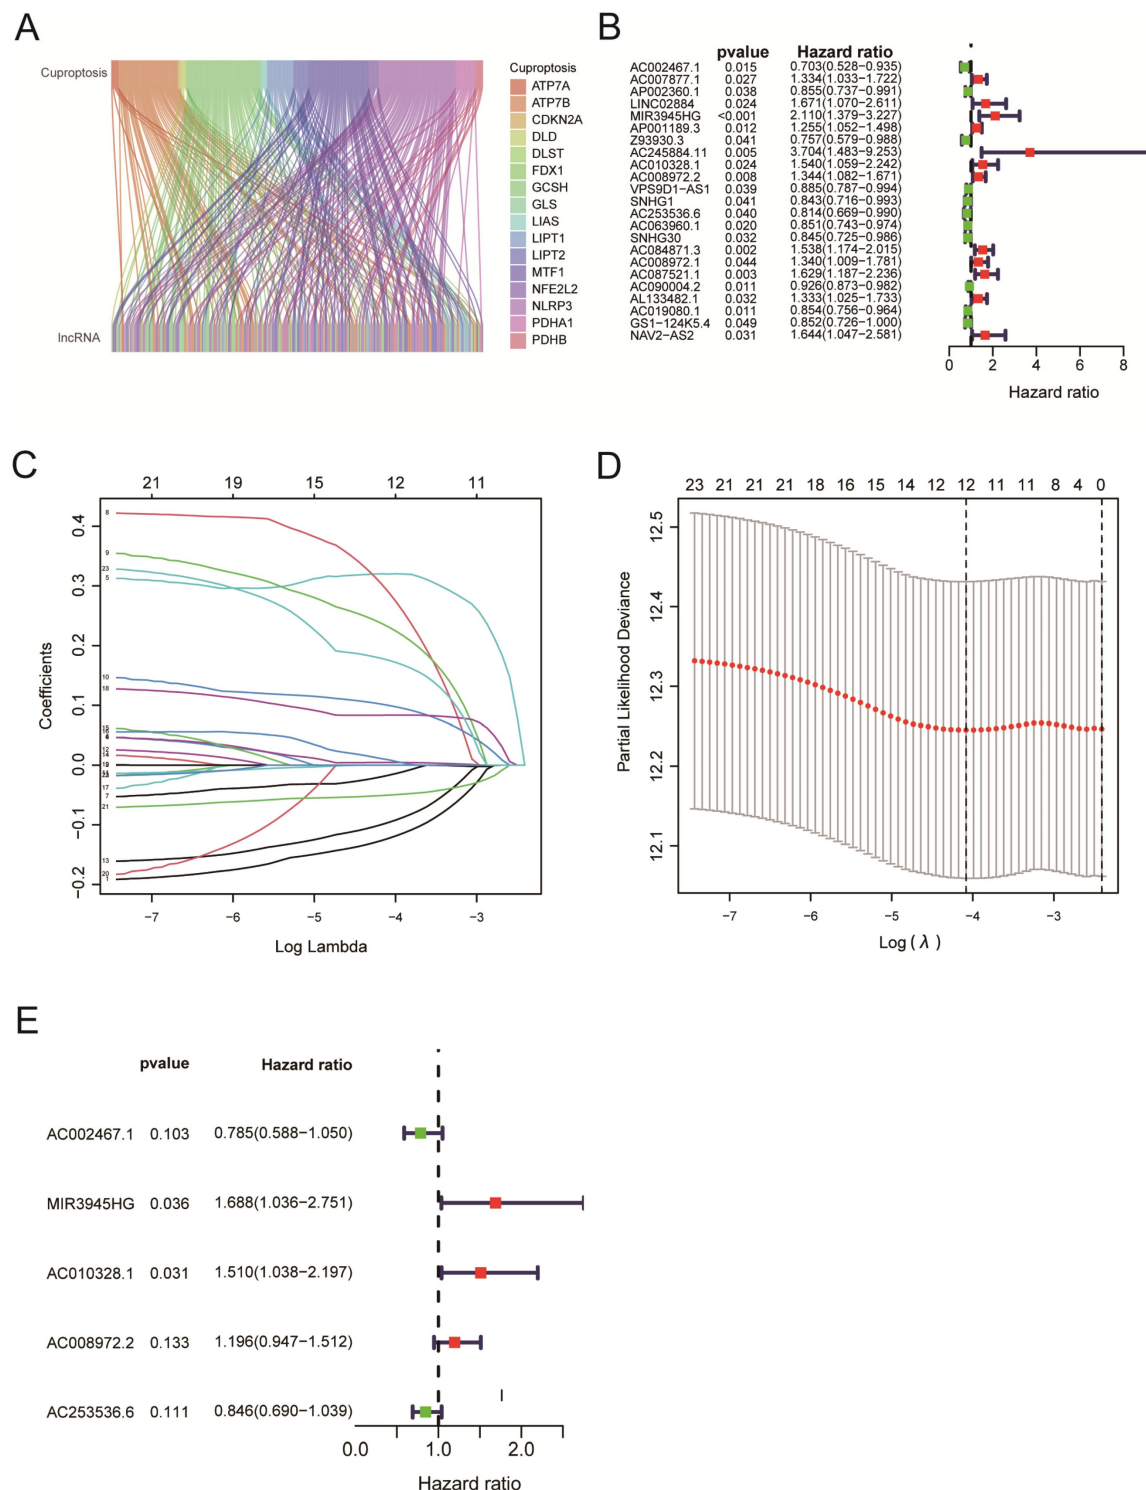 A
Cuproptosis
lncRNA
Cuproptosis
ATP7A
ATP7B
CDKN2A
DLD
DLST
FDX1
GCSH
GLS
LIAS
LIPT1
LIPT2
MTF1
NFE2L2
NLRP3
PDHA1
PDHB
B
pvalue Hazard ratio
AC002467.1 0.015 0.703(0.528−0.935)
AC007877.1 0.027 1.334(1.033−1.722)
AP002360.1 0.038 0.855(0.737−0.991)
LINC02884 0.024 1.671(1.070−2.611)
MIR3945HG <0.001 2.110(1.379−3.227)
AP001189.3 0.012 1.255(1.052−1.498)
Z93930.3 0.041 0.757(0.579−0.988)
AC245884.11 0.005 3.704(1.483−9.253)
AC010328.1 0.024 1.540(1.059−2.242)
AC008972.2 0.008 1.344(1.082−1.671)
VPS9D1−AS1 0.039 0.885(0.787−0.994)
SNHG1 0.041 0.843(0.716−0.993)
AC253536.6 0.040 0.814(0.669−0.990)
AC063960.1 0.020 0.851(0.743−0.974)
SNHG30 0.032 0.845(0.725−0.986)
AC084871.3 0.002 1.538(1.174−2.015)
AC008972.1 0.044 1.340(1.009−1.781)
AC087521.1 0.003 1.629(1.187−2.236)
AC090004.2 0.011 0.926(0.873−0.982)
AL133482.1 0.032 1.333(1.025−1.733)
AC019080.1 0.011 0.854(0.756−0.964)
GS1−124K5.4 0.049 0.852(0.726−1.000)
NAV2−AS2 0.031 1.644(1.047−2.581)
0 2 4 6 8
Hazard ratio
C
21 19 15 12 11
Coefficients
0.4
0.3
0.2
0.1
0.0
−0.1
−0.2
8
9
23
5
10
18
15
12
14
17
7
21
13
20
1
−7 −6 −5 −4 −3
Log Lambda
D
23 21 21 21 18 16 15 14 12 12 11 11 8 4 0
Partial Likelihood Deviance
12.5
12.4
12.3
12.2
12.1
−7 −6 −5 −4 −3
Log ( λ )
E
pvalue Hazard ratio
AC002467.1 0.103 0.785(0.588−1.050)
MIR3945HG 0.036 1.688(1.036−2.751)
AC010328.1 0.031 1.510(1.038−2.197)
AC008972.2 0.133 1.196(0.947−1.512)
AC253536.6 0.111 0.846(0.690−1.039)
0.0 1.0 2.0
Hazard ratio